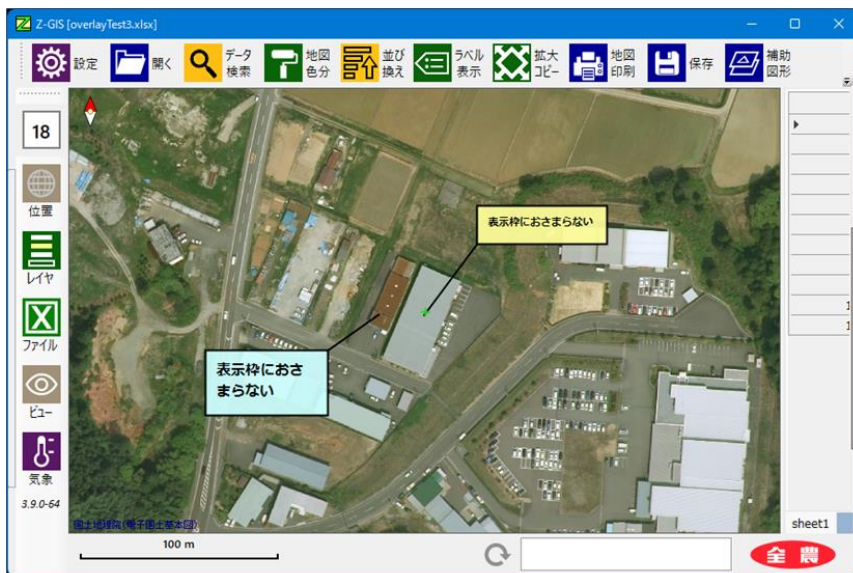 Z-GIS [overlayTest3.xlsx]
設定
開く
データ
検索
地図
色分
並び
換え
ラベル
表示
拡大
コピー
地図
印刷
保存
補助
図形
18
位置
レイヤ
ファイル
ビュー
気象
3.9.0-64
表示枠におさまらない
表示枠におさ
まらない
国土地理院(電子国土基本図)
100 m
1
1
sheet1
全農